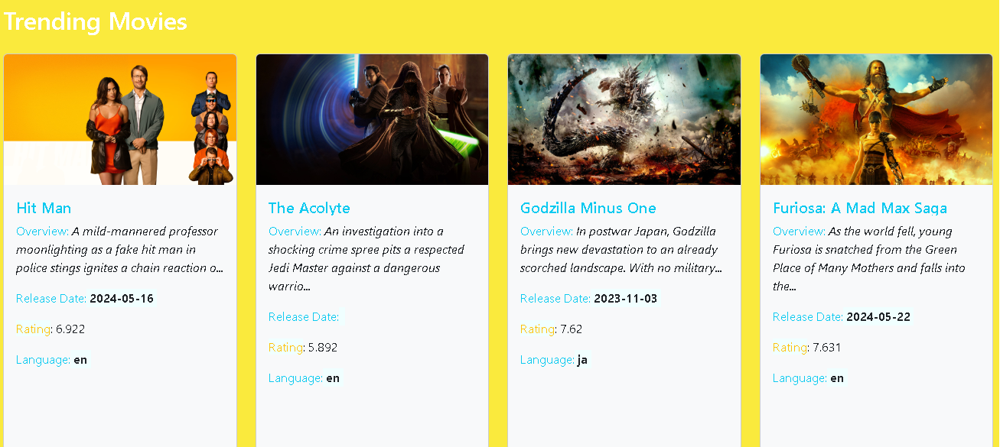 Trending Movies
Hit Man
Overview: A mild-mannered professor
moonlighting as a fake hit man in
police stings ignites a chain reaction o...
Release Date: 2024-05-16
Rating: 6.922
Language: en
The Acolyte
Overview: An investigation into a
shocking crime spree pits a respected
Jedi Master against a dangerous
warrio...
Release Date:
Rating: 5.892
Language: en
Godzilla Minus One
Overview: In postwar Japan, Godzilla
brings new devastation to an already
scorched landscape. With no military...
Release Date: 2023-11-03
Rating: 7.62
Language: ja
Furiosa: A Mad Max Saga
Overview: As the world fell, young
Furiosa is snatched from the Green
Place of Many Mothers and falls into
the...
Release Date: 2024-05-22
Rating: 7.631
Language: en